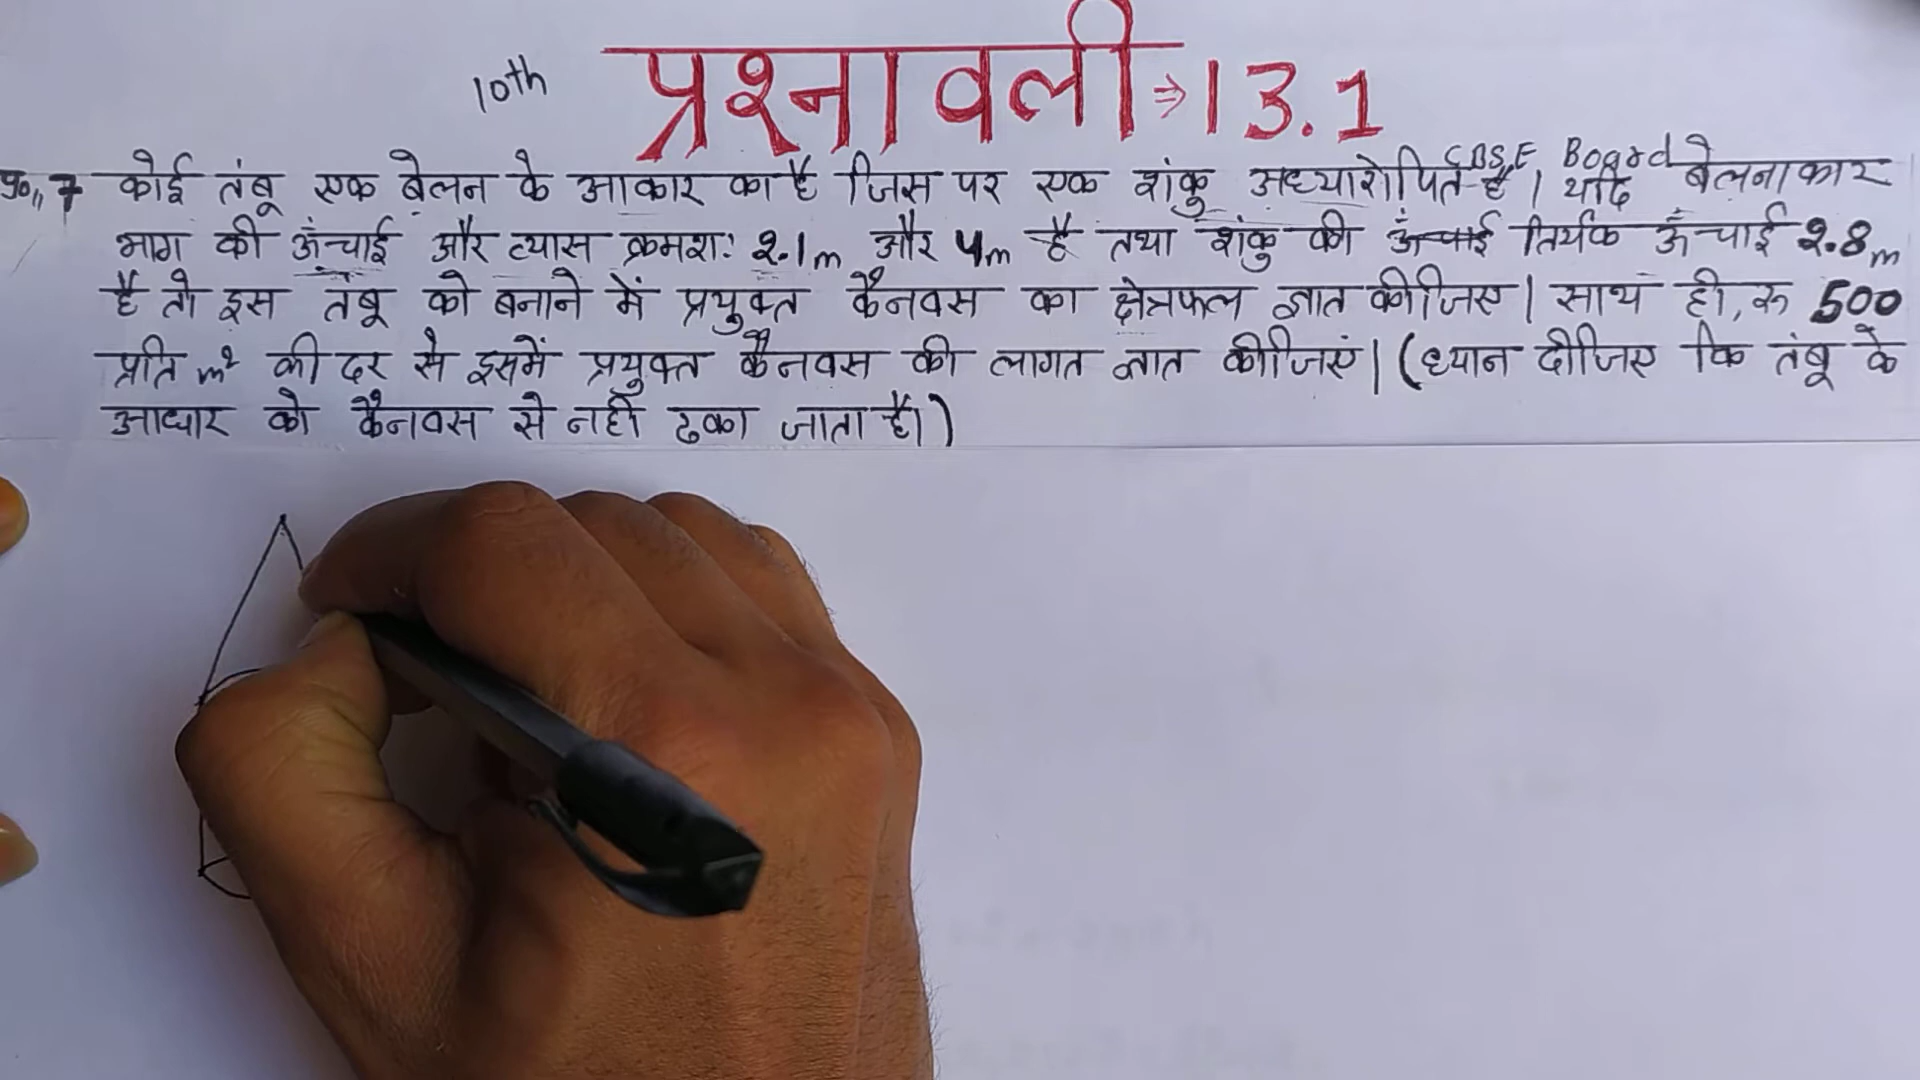 10th प्रश्नावली ⇒ 13.1
CBSE Board
प्र०,, 7 कोई तंबू एक बेलन के आकार का है जिस पर एक शंकु अध्यारोपित है। यदि बेलनाकार
भाग की ऊँचाई और व्यास क्रमश: 2.1m और 4m है तथा शंकु की ऊँचाई तिर्यक ऊँचाई 2.8m
है तो इस तंबू को बनाने में प्रयुक्त कैनवस का क्षेत्रफल ज्ञात कीजिए। साथ ही, रू 500
प्रति m² की दर से इसमें प्रयुक्त कैनवस की लागत ज्ञात कीजिएं। (ध्यान दीजिए कि तंबू के
आधार को कैनवस से नहीं ढका जाता है।)